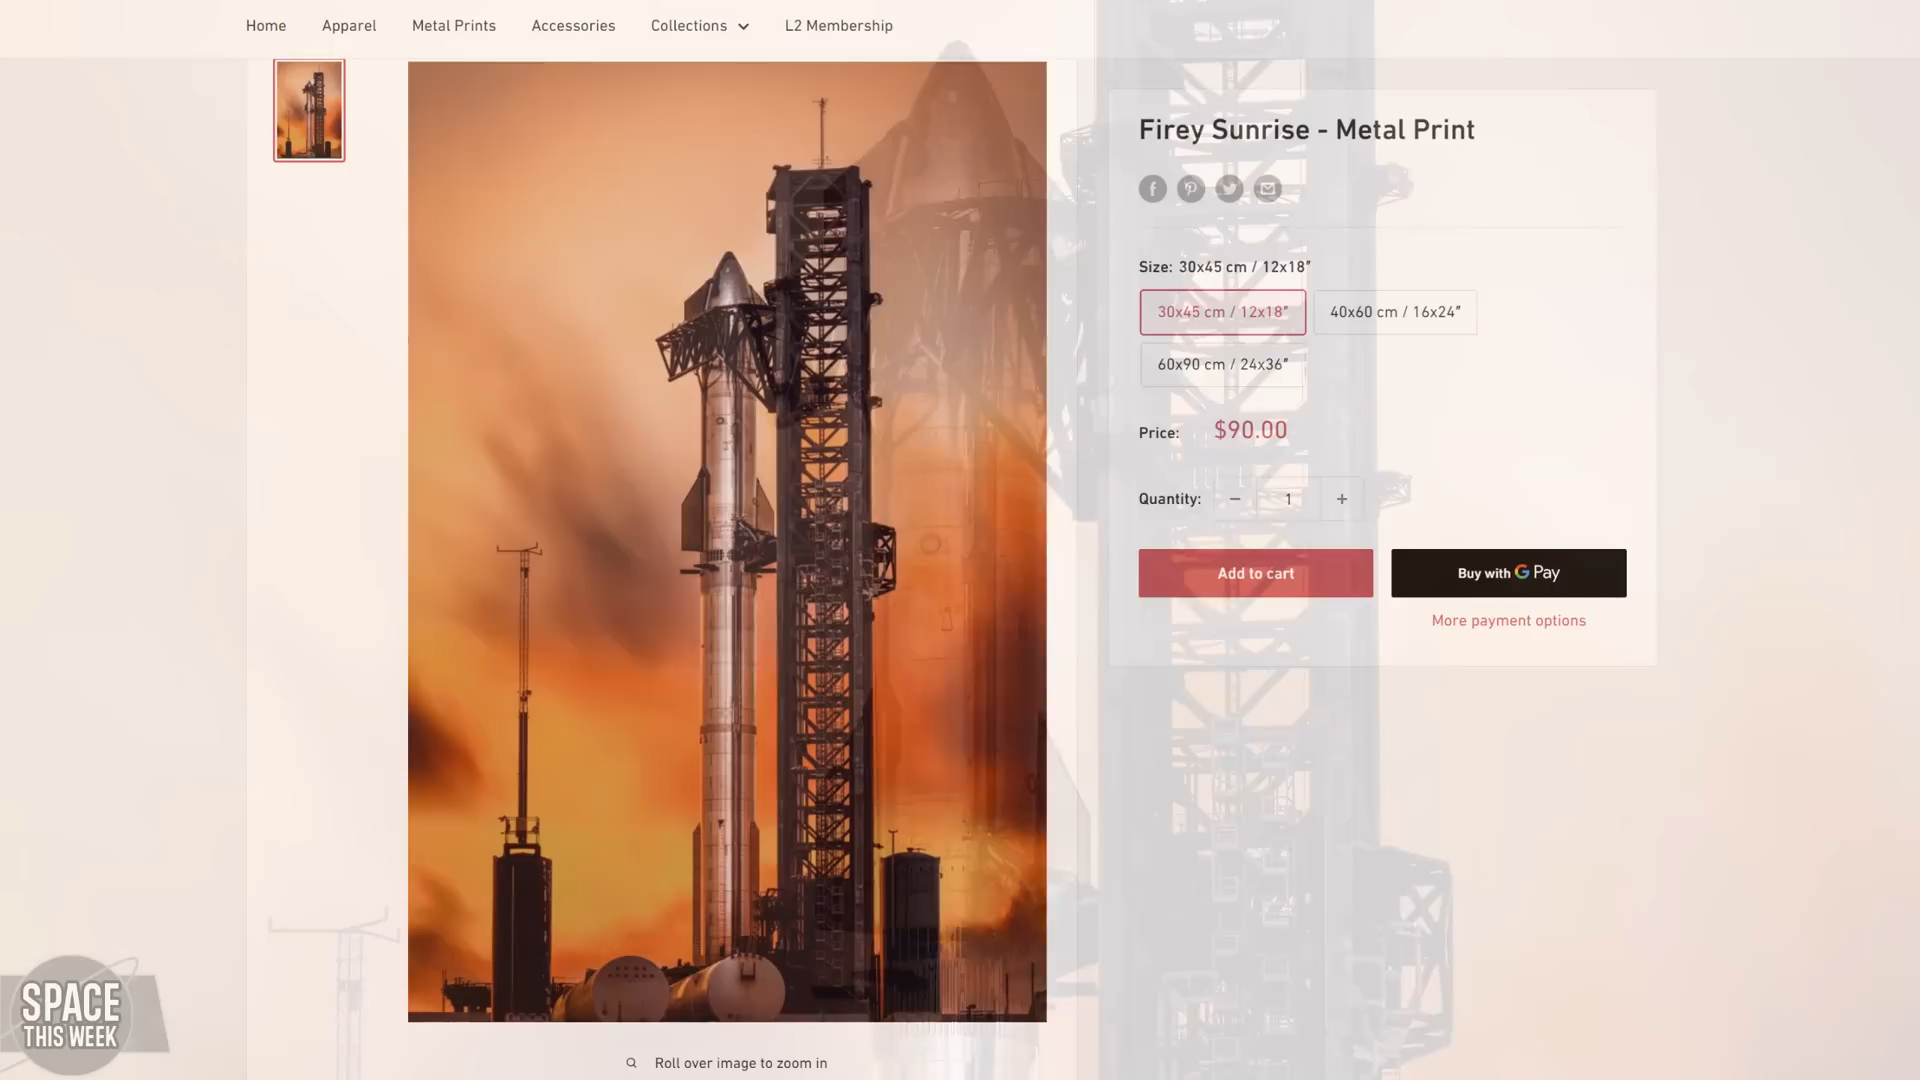 Home Apparel Metal Prints Accessories Collections L2 Membership
Firey Sunrise - Metal Print
Size: 30x45 cm / 12x18″
30x45 cm / 12x18″ 40x60 cm / 16x24″
60x90 cm / 24x36″
Price: $90.00
Quantity: − 1 +
Add to cart Buy with G Pay
More payment options
Roll over image to zoom in
SPACE
THIS WEEK